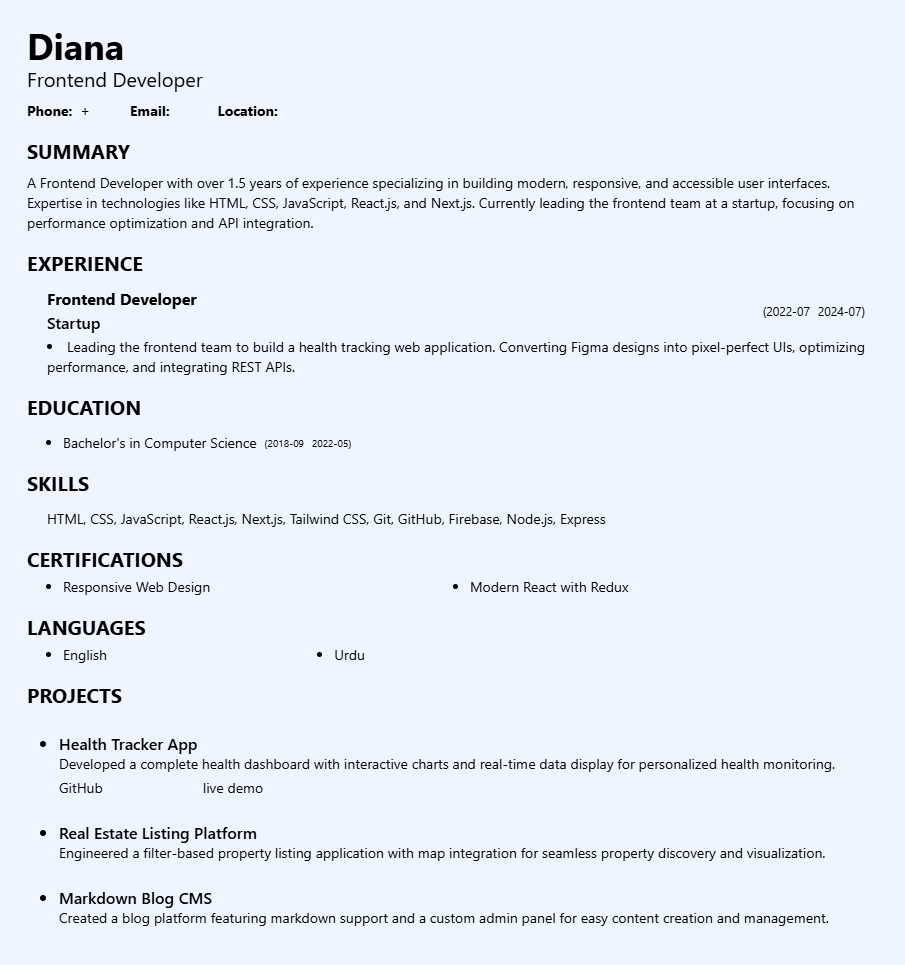 Diana
Frontend Developer
Phone: + Email: Location:
SUMMARY
A Frontend Developer with over 1.5 years of experience specializing in building modern, responsive, and accessible user interfaces.
Expertise in technologies like HTML, CSS, JavaScript, React.js, and Next.js. Currently leading the frontend team at a startup, focusing on
performance optimization and API integration.
EXPERIENCE
Frontend Developer
(2022-07 2024-07)
Startup
• Leading the frontend team to build a health tracking web application. Converting Figma designs into pixel-perfect UIs, optimizing
performance, and integrating REST APIs.
EDUCATION
• Bachelor's in Computer Science (2018-09 2022-05)
SKILLS
HTML, CSS, JavaScript, React.js, Next.js, Tailwind CSS, Git, GitHub, Firebase, Node.js, Express
CERTIFICATIONS
• Responsive Web Design • Modern React with Redux
LANGUAGES
• English • Urdu
PROJECTS
• Health Tracker App
Developed a complete health dashboard with interactive charts and real-time data display for personalized health monitoring.
GitHub live demo
• Real Estate Listing Platform
Engineered a filter-based property listing application with map integration for seamless property discovery and visualization.
• Markdown Blog CMS
Created a blog platform featuring markdown support and a custom admin panel for easy content creation and management.